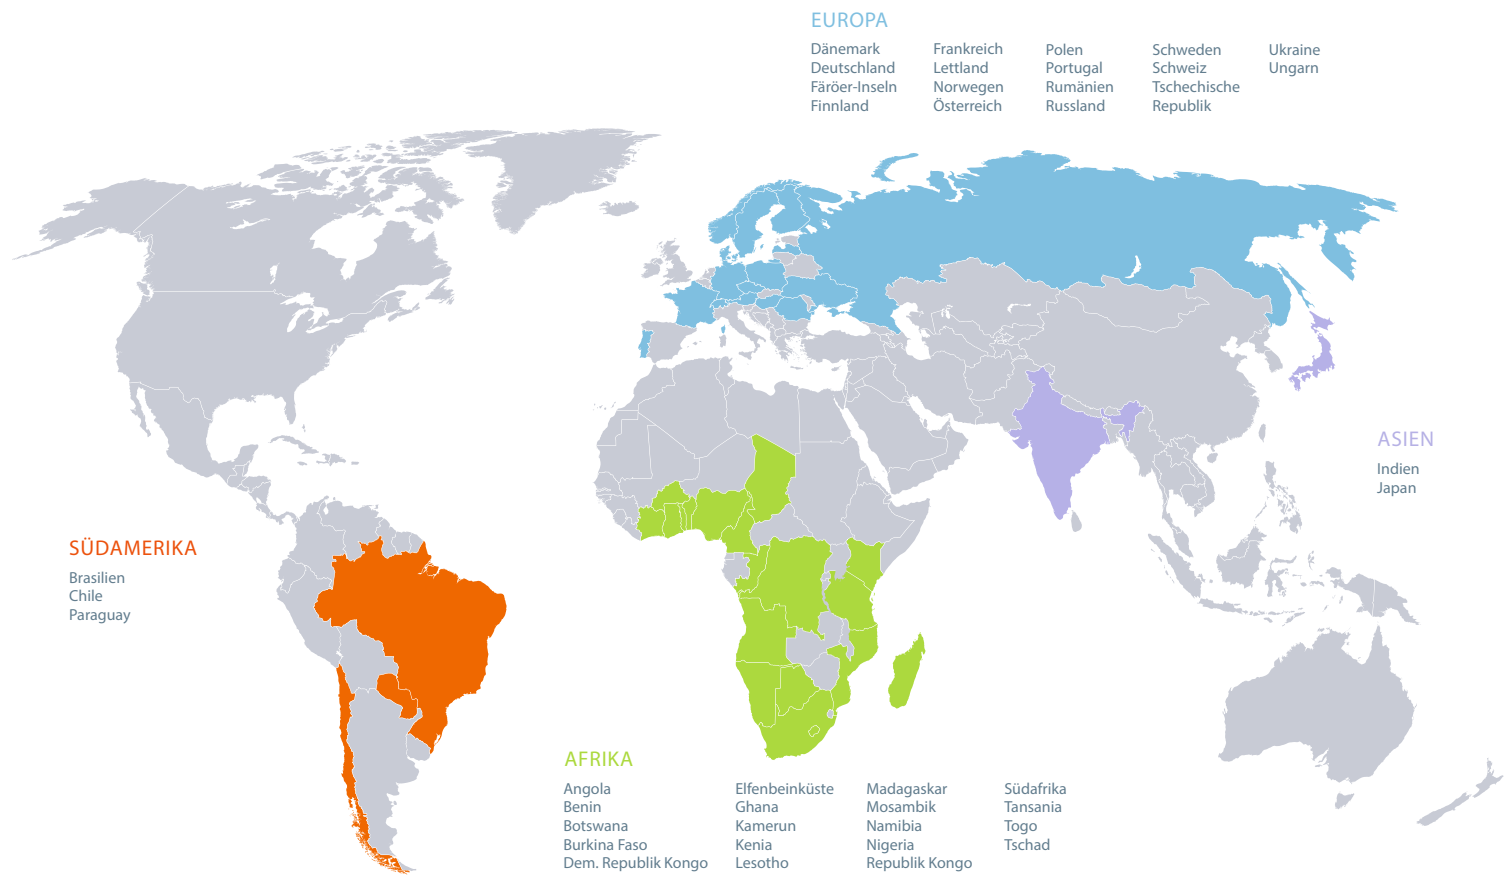 EUROPA
Dänemark
Deutschland
Färöer-Inseln
Finnland
Frankreich
Lettland
Norwegen
Österreich
Polen
Portugal
Rumänien
Russland
Schweden
Schweiz
Tschechische
Republik
Ukraine
Ungarn
ASIEN
Indien
Japan
SÜDAMERIKA
Brasilien
Chile
Paraguay
AFRIKA
Angola
Benin
Botswana
Burkina Faso
Dem. Republik Kongo
Elfenbeinküste
Ghana
Kamerun
Kenia
Lesotho
Madagaskar
Mosambik
Namibia
Nigeria
Republik Kongo
Südafrika
Tansania
Togo
Tschad